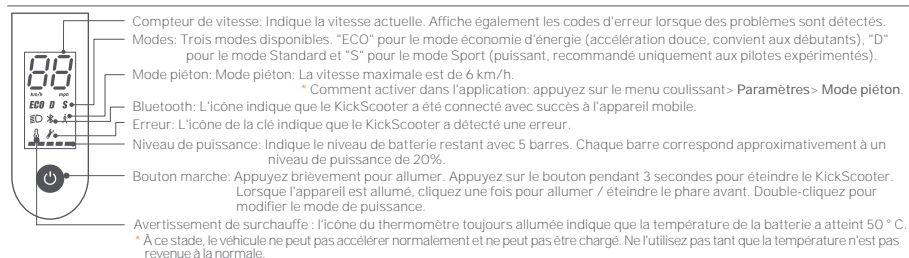 Compteur de vitesse: Indique la vitesse actuelle. Affiche également les codes d'erreur lorsque des problèmes sont détectés.
Modes: Trois modes disponibles. "ECO" pour le mode économie d'énergie (accélération douce, convient aux débutants), "D"
pour le mode Standard et "S" pour le mode Sport (puissant, recommandé uniquement aux pilotes expérimentés).
Mode piéton: Mode piéton: La vitesse maximale est de 6 km/h.
* Comment activer dans l'application: appuyez sur le menu coulissant> Paramètres> Mode piéton.
Bluetooth: L'icône indique que le KickScooter a été connecté avec succès à l'appareil mobile.
Erreur: L'icône de la clé indique que le KickScooter a détecté une erreur.
Niveau de puissance: Indique le niveau de batterie restant avec 5 barres. Chaque barre correspond approximativement à un
niveau de puissance de 20%.
Bouton marche: Appuyez brièvement pour allumer. Appuyez sur le bouton pendant 3 secondes pour éteindre le KickScooter.
Lorsque l'appareil est allumé, cliquez une fois pour allumer / éteindre le phare avant. Double-cliquez pour
modifier le mode de puissance.
Avertissement de surchauffe : l'icône du thermomètre toujours allumée indique que la température de la batterie a atteint 50 ° C.
* À ce stade, le véhicule ne peut pas accélérer normalement et ne peut pas être chargé. Ne l'utilisez pas tant que la température n'est pas
revenue à la normale.
88
km/h mph
ECO D S